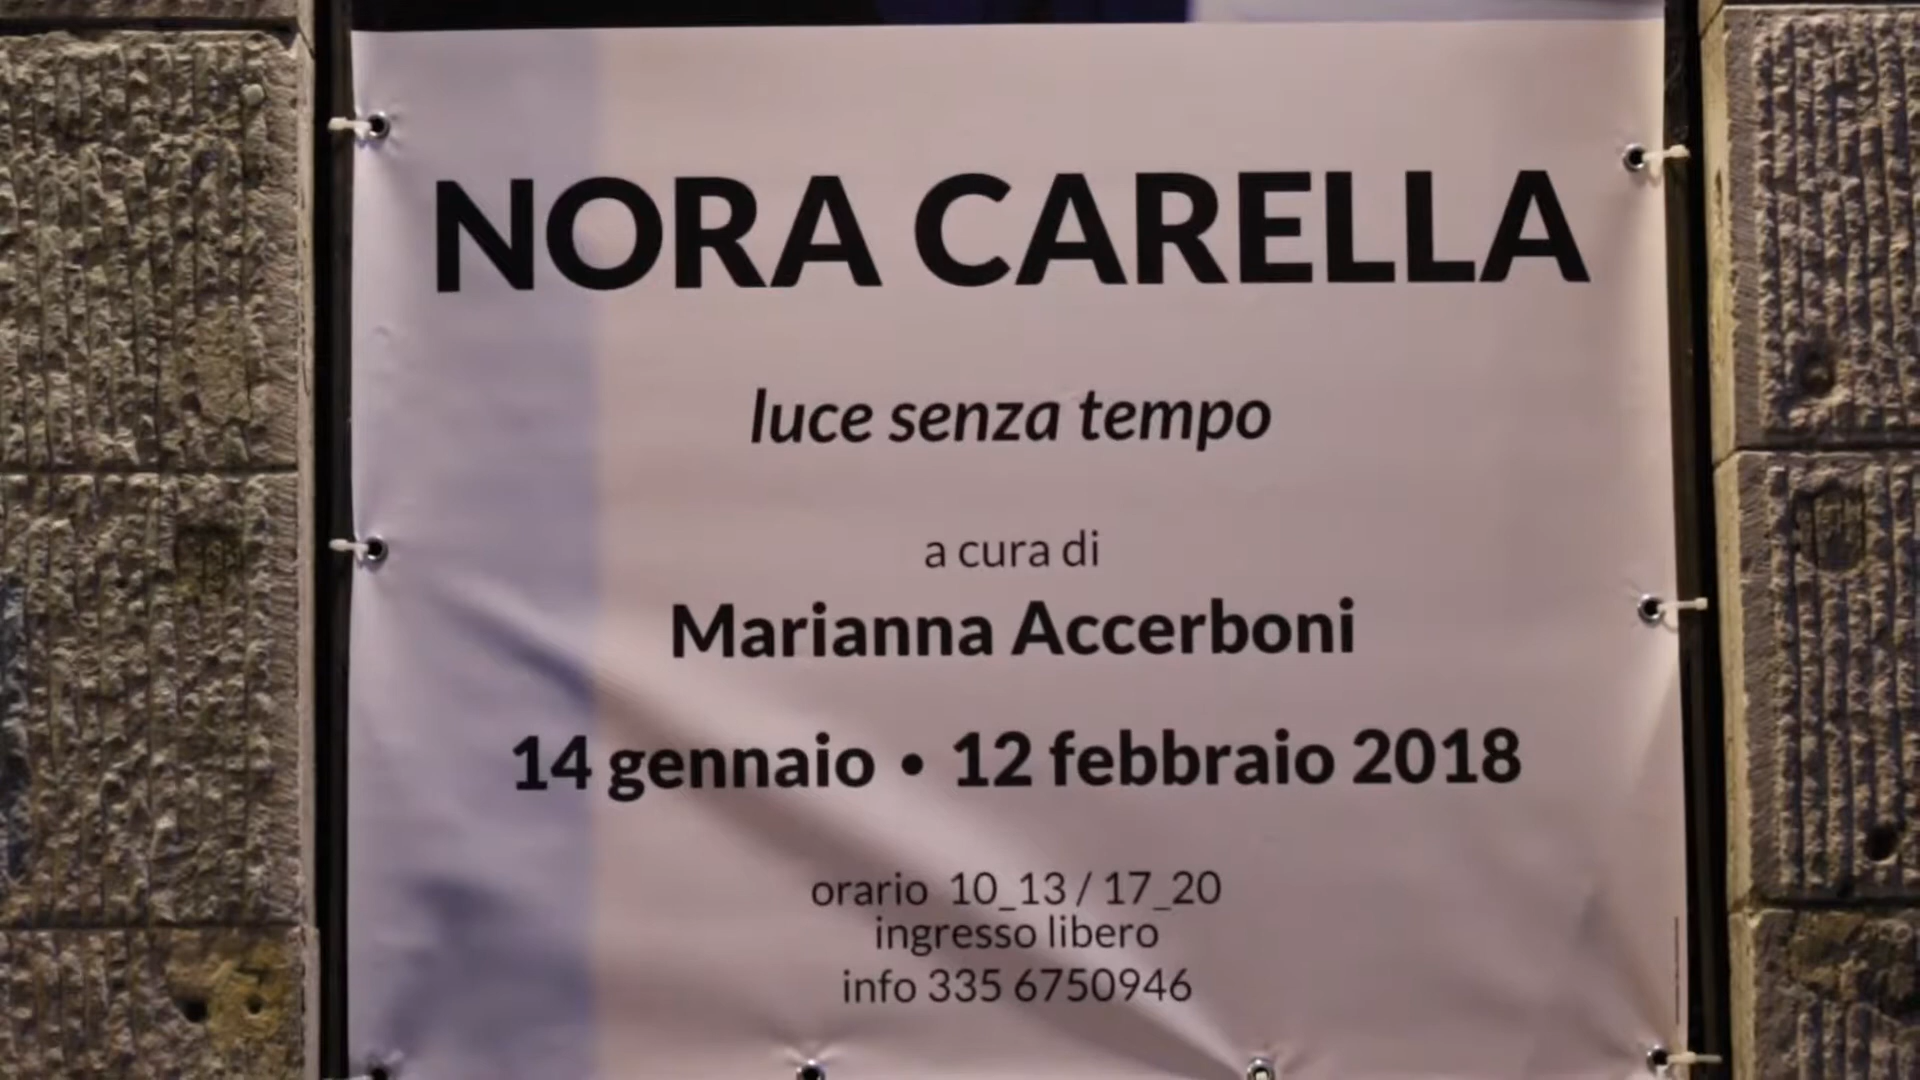 NORA CARELLA
luce senza tempo
a cura di
Marianna Accerboni
14 gennaio • 12 febbraio 2018
orario 10_13 / 17_20
ingresso libero
info 335 6750946